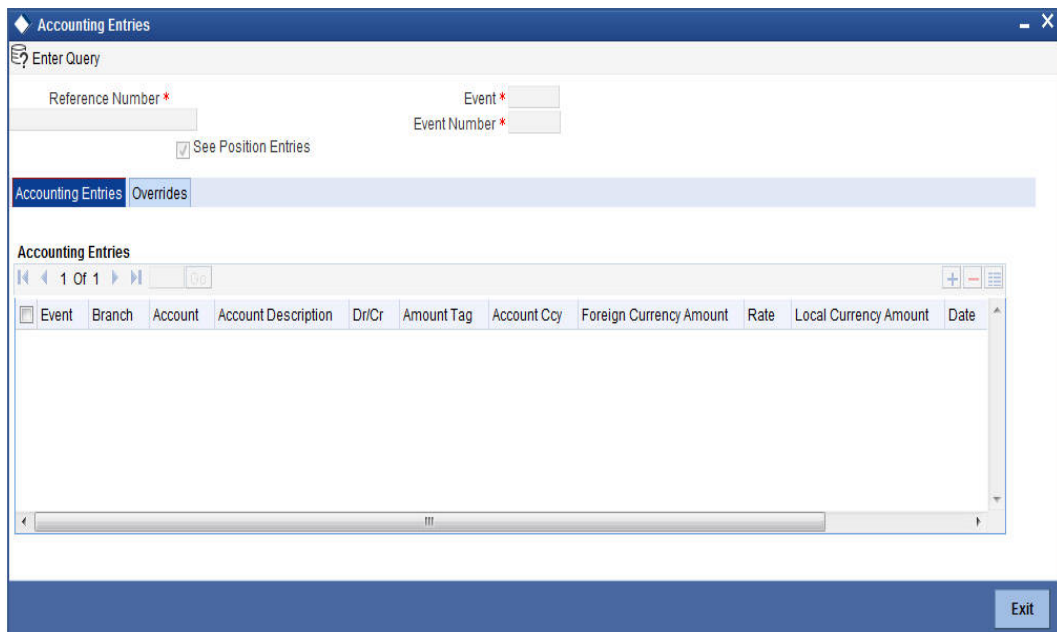 Accounting Entries
Enter Query
Reference Number * Event *
Event Number *
See Position Entries
Accounting Entries Overrides
Accounting Entries
1 Of 1 Go
Event Branch Account Account Description Dr/Cr Amount Tag Account Ccy Foreign Currency Amount Rate Local Currency Amount Date
Exit